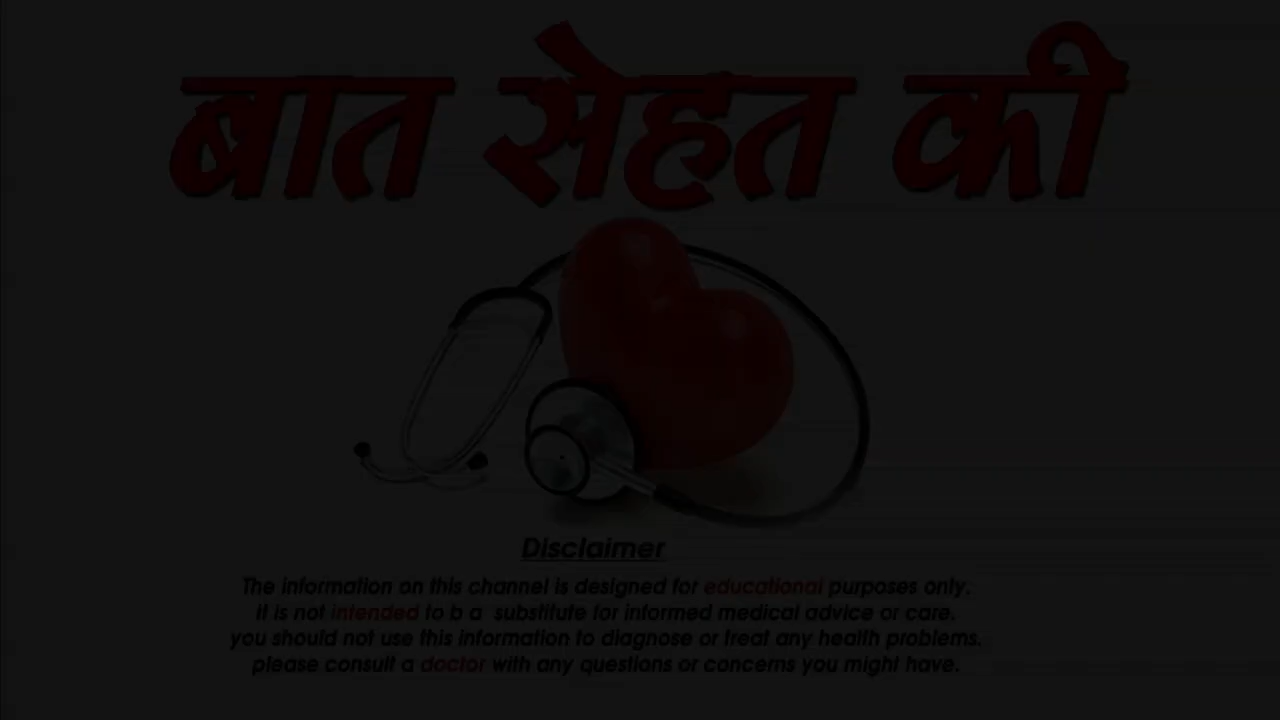 बात सेहत की
Disclaimer
The information on this channel is designed for educational purposes only.
it is not intended to b a substitute for informed medical advice or care.
you should not use this information to diagnose or treat any health problems.
please consult a doctor with any questions or concerns you might have.